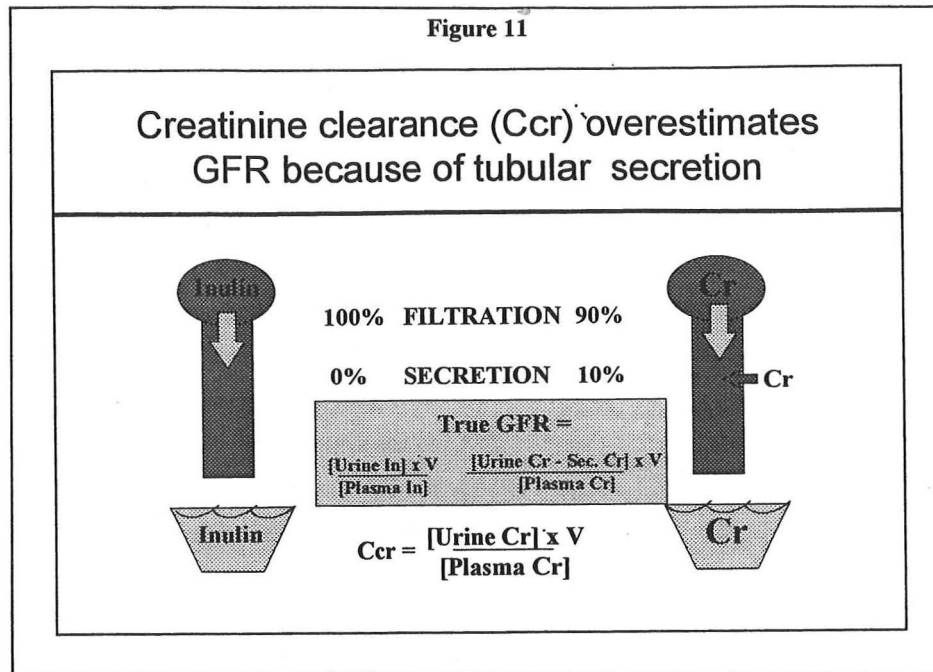 Figure 11
Creatinine clearance (Ccr) overestimates
GFR because of tubular secretion
Inulin
Cr
100% FILTRATION 90%
0% SECRETION 10%
Cr
True GFR =
[Urine In] x V [Urine Cr - Sec. Cr] x V
[Plasma In] [Plasma Cr]
Inulin
Cr
Ccr = [Urine Cr] x V
[Plasma Cr]